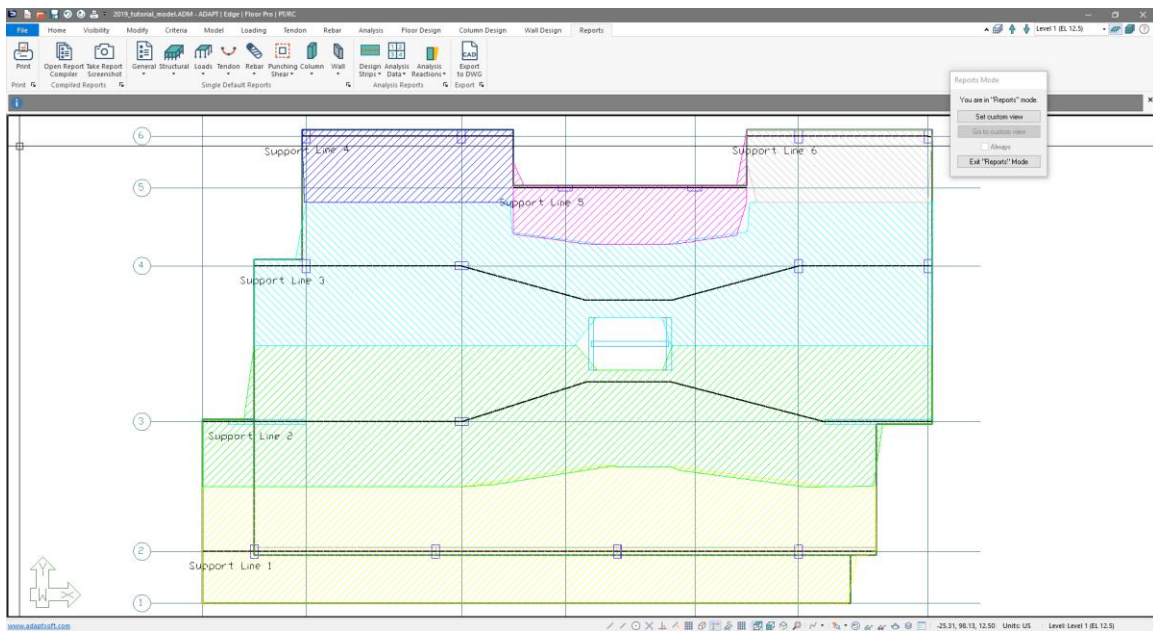 2019_tutorial_model.ADM - ADAPT | Edge | Floor Pro | PT/RC
File Home Visibility Modify Criteria Model Loading Tendon Rebar Analysis Floor Design Column Design Wall Design Reports
Level 1 (EL 12.5)
Print Open Report Compiler Take Report Screenshot General Structural Loads Tendon Rebar Punching Shear Column Wall Design Strips Analysis Data Analysis Reactions Export to DWG
CAD
Print Compiled Reports Single Default Reports Analysis Reports Export
Reports Mode
You are in "Reports" mode.
Set custom view
Go to custom view
Always
Exit "Reports" Mode
6
Support Line 4
Support Line 6
5
Support Line 5
4
Support Line 3
3
Support Line 2
2
Support Line 1
1
Y
W X
www.adaptsoft.com
-25.31, 98.13, 12.50 Units: US Level: Level 1 (EL 12.5)